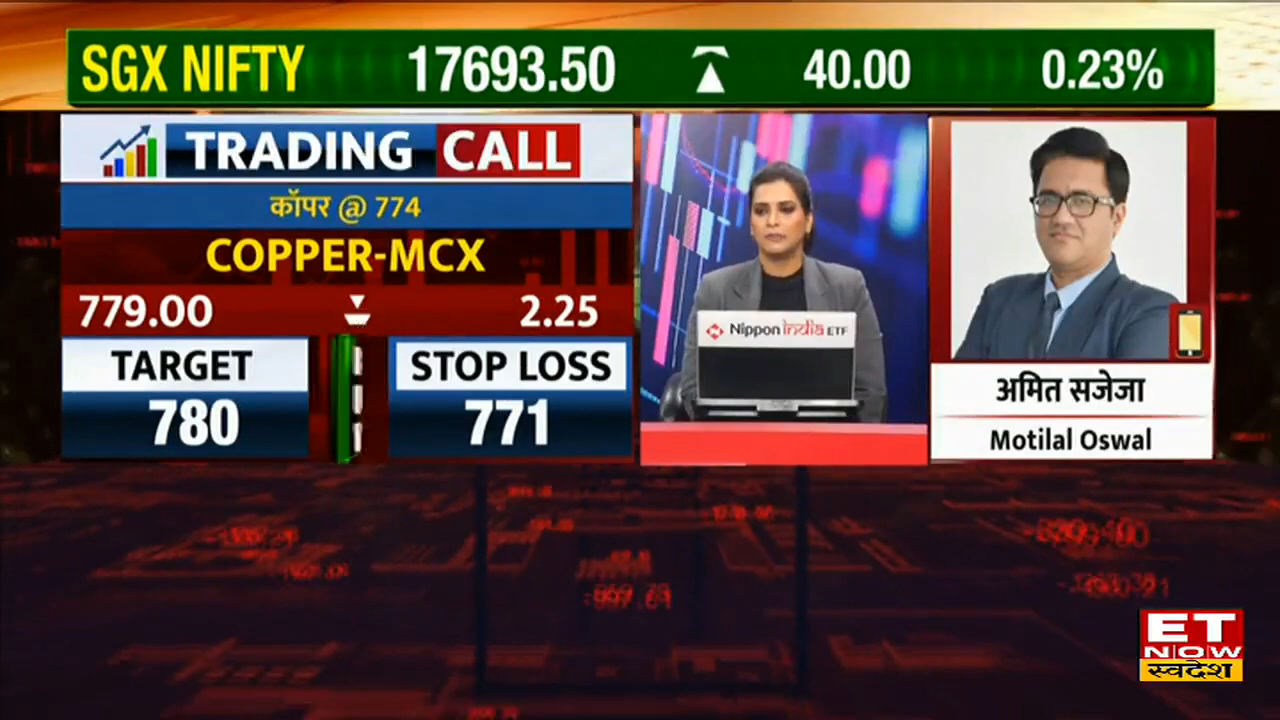 SGX NIFTY 17693.50 40.00 0.23%
TRADING CALL
कॉपर @ 774
COPPER-MCX
779.00 2.25
TARGET
780
STOP LOSS
771
Nippon india ETF
अमित सजेजा
Motilal Oswal
ET
NOW
स्वदेश